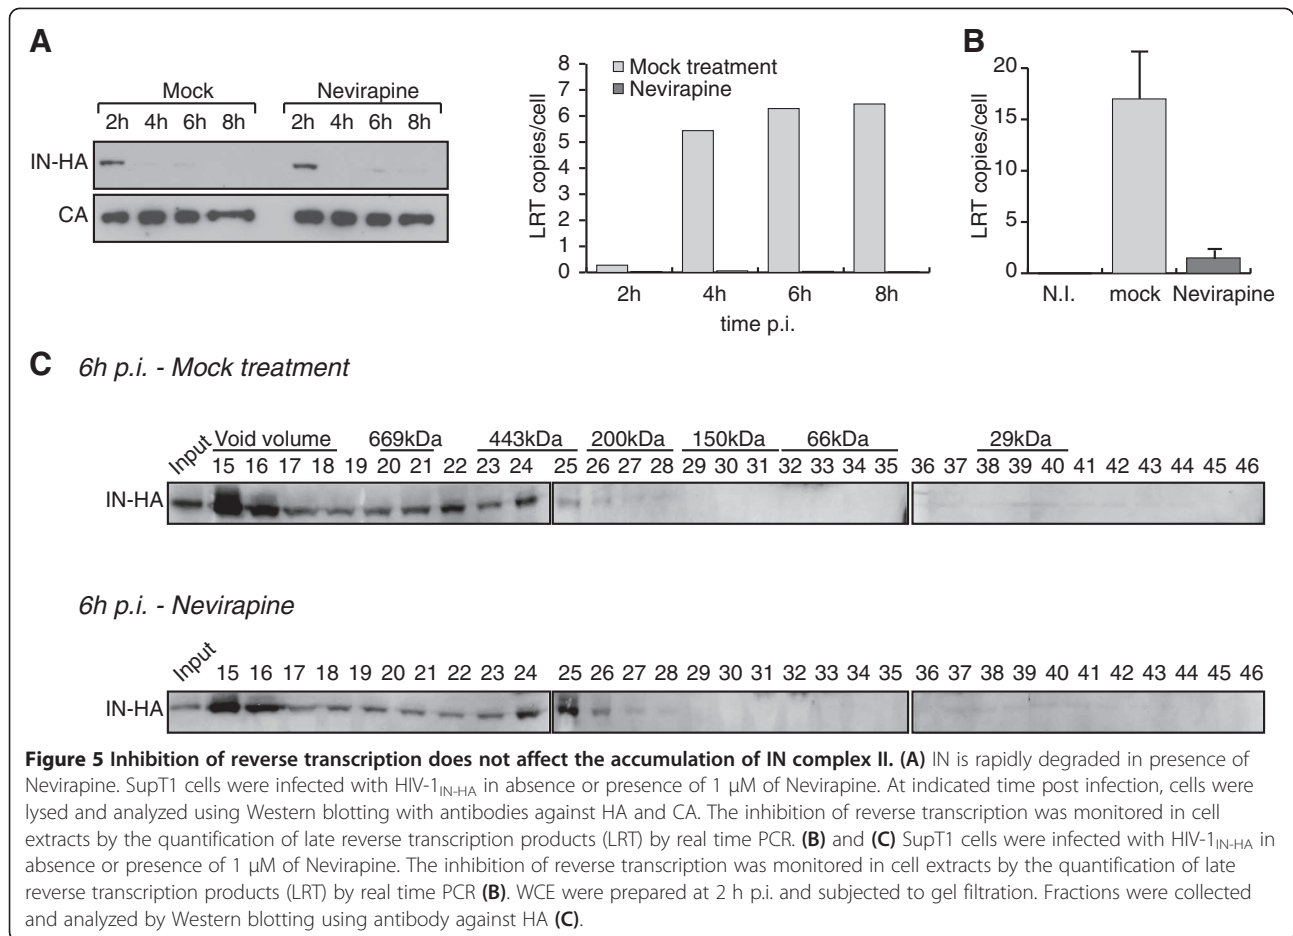 A
B
Mock
Nevirapine
2h 4h 6h 8h
2h 4h 6h 8h
IN-HA
CA
LRT copies/cell
8
7
6
5
4
3
2
1
0
Mock treatment
Nevirapine
2h 4h 6h 8h
time p.i.
LRT copies/cell
20
15
10
5
0
N.I. mock Nevirapine
C 6h p.i. - Mock treatment
Input Void volume 669kDa 443kDa 200kDa 150kDa 66kDa 29kDa
15 16 17 18 19 20 21 22 23 24 25 26 27 28 29 30 31 32 33 34 35 36 37 38 39 40 41 42 43 44 45 46
IN-HA
6h p.i. - Nevirapine
Input 15 16 17 18 19 20 21 22 23 24 25 26 27 28 29 30 31 32 33 34 35 36 37 38 39 40 41 42 43 44 45 46
IN-HA
Figure 5 Inhibition of reverse transcription does not affect the accumulation of IN complex II. (A) IN is rapidly degraded in presence of
Nevirapine. SupT1 cells were infected with HIV-1IN-HA in absence or presence of 1 μM of Nevirapine. At indicated time post infection, cells were
lysed and analyzed using Western blotting with antibodies against HA and CA. The inhibition of reverse transcription was monitored in cell
extracts by the quantification of late reverse transcription products (LRT) by real time PCR. (B) and (C) SupT1 cells were infected with HIV-1IN-HA in
absence or presence of 1 μM of Nevirapine. The inhibition of reverse transcription was monitored in cell extracts by the quantification of late
reverse transcription products (LRT) by real time PCR (B). WCE were prepared at 2 h p.i. and subjected to gel filtration. Fractions were collected
and analyzed by Western blotting using antibody against HA (C).